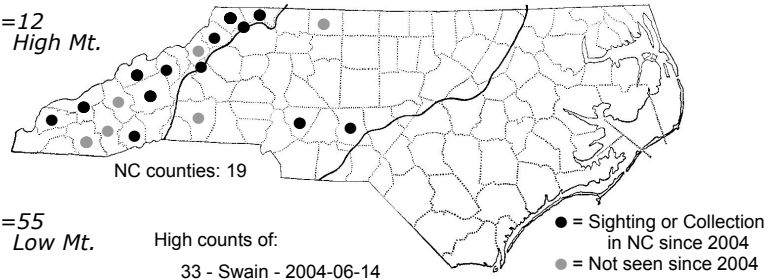 =12
High Mt.
NC counties: 19
=55
Low Mt.
High counts of:
33 - Swain - 2004-06-14
● = Sighting or Collection
in NC since 2004
● = Not seen since 2004